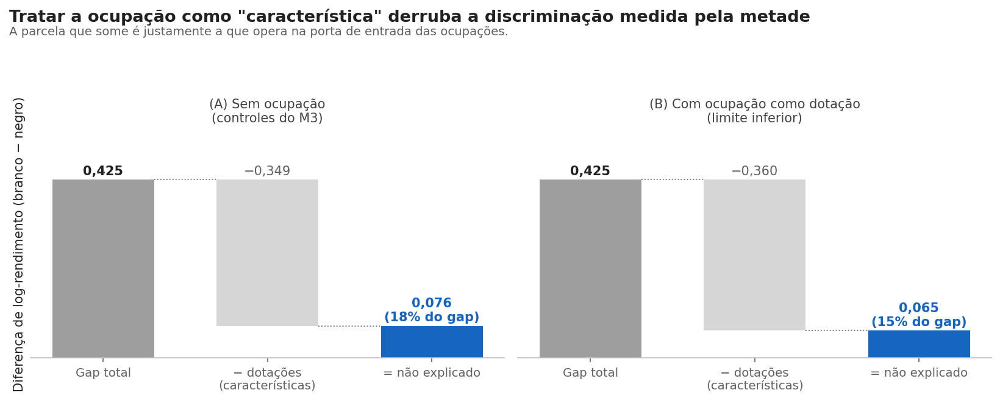 Tratar a ocupação como "característica" derruba a discriminação medida pela metade
A parcela que some é justamente a que opera na porta de entrada das ocupações.
Diferença de log-rendimento (branco − negro)
(A) Sem ocupação
(controles do M3)
0,425
−0,349
0,076
(18% do gap)
Gap total
− dotações
(características)
= não explicado
(B) Com ocupação como dotação
(limite inferior)
0,425
−0,360
0,065
(15% do gap)
Gap total
− dotações
(características)
= não explicado